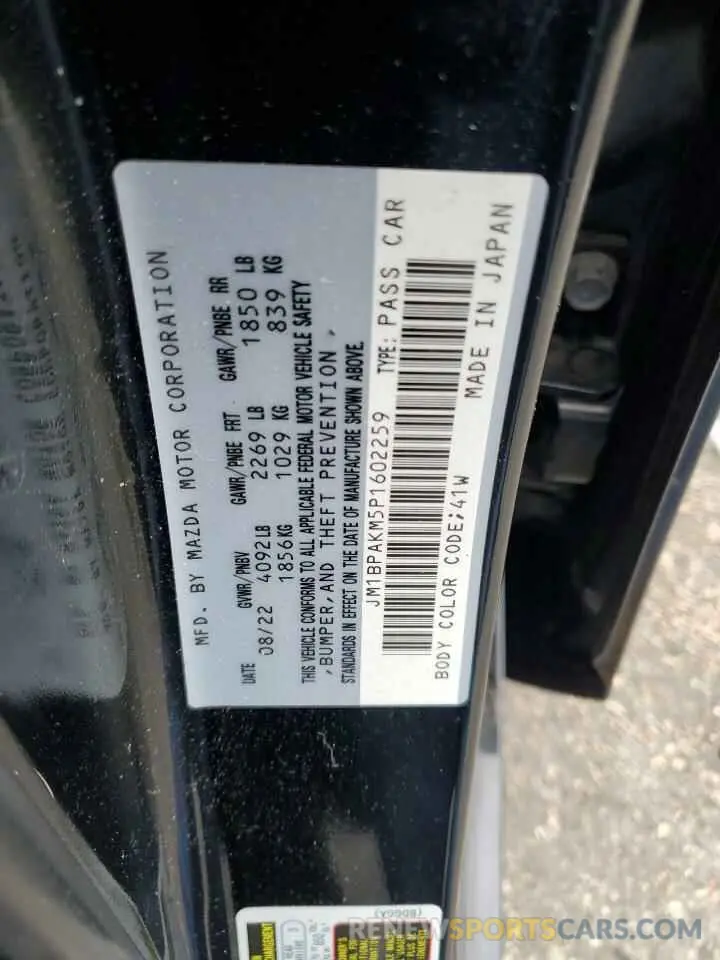 MFD. BY MAZDA MOTOR CORPORATION
DATE GVWR/PNBV GAWR/PNBE FRT GAWR/PNBE RR
08/22 4092LB 2269 LB 1850 LB
1856KG 1029 KG 839 KG
THIS VEHICLE CONFORMS TO ALL APPLICABLE FEDERAL MOTOR VEHICLE SAFETY
,BUMPER,AND THEFT PREVENTION ,
STANDARDS IN EFFECT ON THE DATE OF MANUFACTURE SHOWN ABOVE.
JM1BPAKM5P1602259 TYPE: PASS CAR
BODY COLOR CODE;41W MADE IN JAPAN
REPAIREDSPORTSCARS.COM